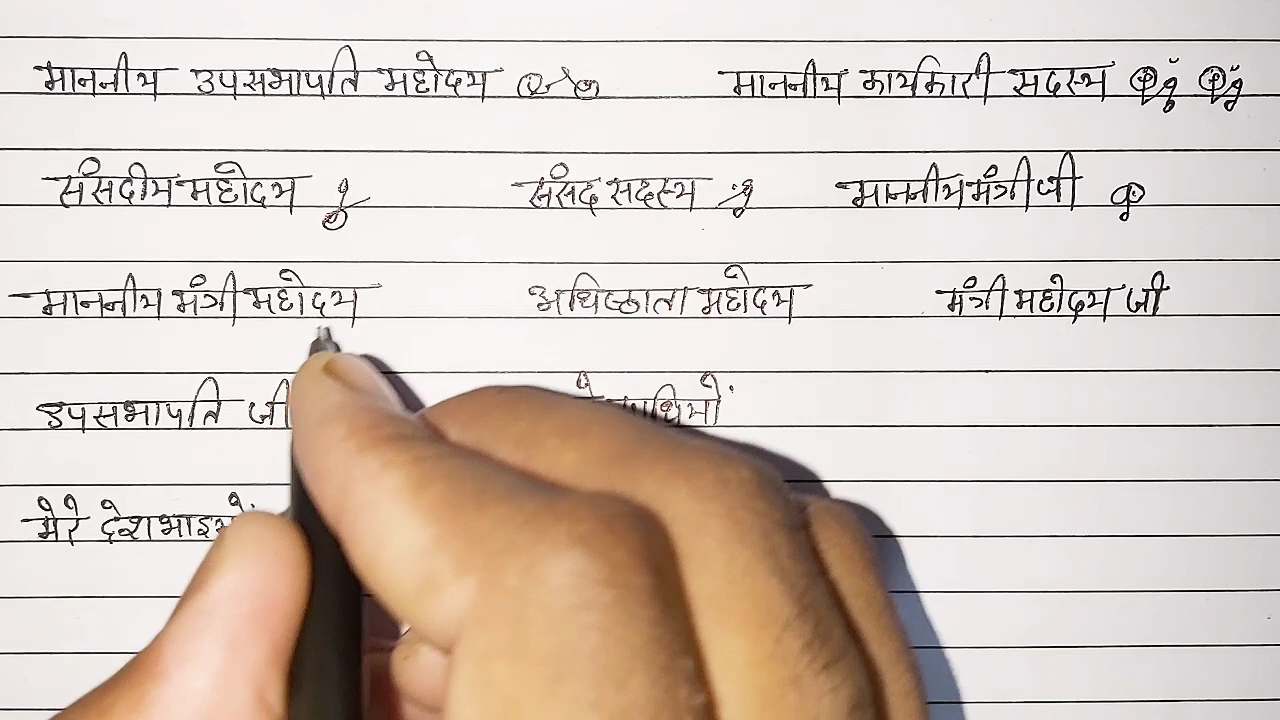 माननीय उपसभापति महोदय माननीय कार्यकारी सदस्य
संसदीय महोदय संसद सदस्य माननीय मंत्री जी
माननीय मंत्री महोदय अधिष्ठाता महोदय मंत्री महोदय जी
उपसभापति जी
मेरे देशभाइयों